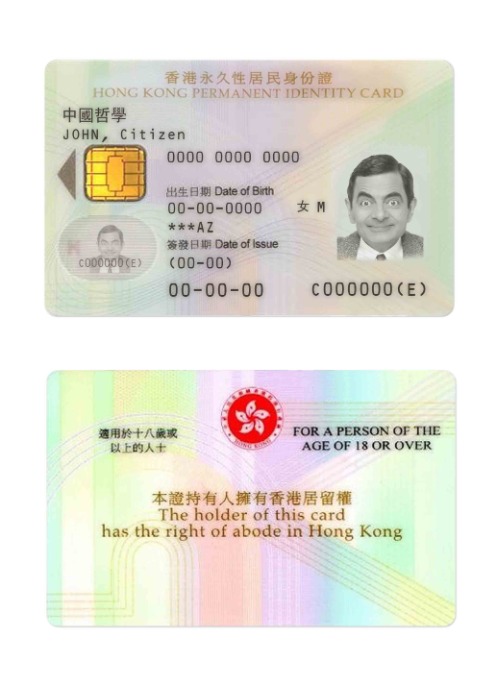 香港永久性居民身份證
HONG KONG PERMANENT IDENTITY CARD
中國哲學
JOHN, Citizen
0000 0000 0000
出生日期 Date of Birth
00-00-0000 女 M
***AZ
簽發日期 Date of Issue
(00-00)
C000000(E)
00-00-00 C000000(E)
適用於十八歲或
以上的人士
FOR A PERSON OF THE
AGE OF 18 OR OVER
HONG KONG
本證持有人擁有香港居留權
The holder of this card
has the right of abode in Hong Kong